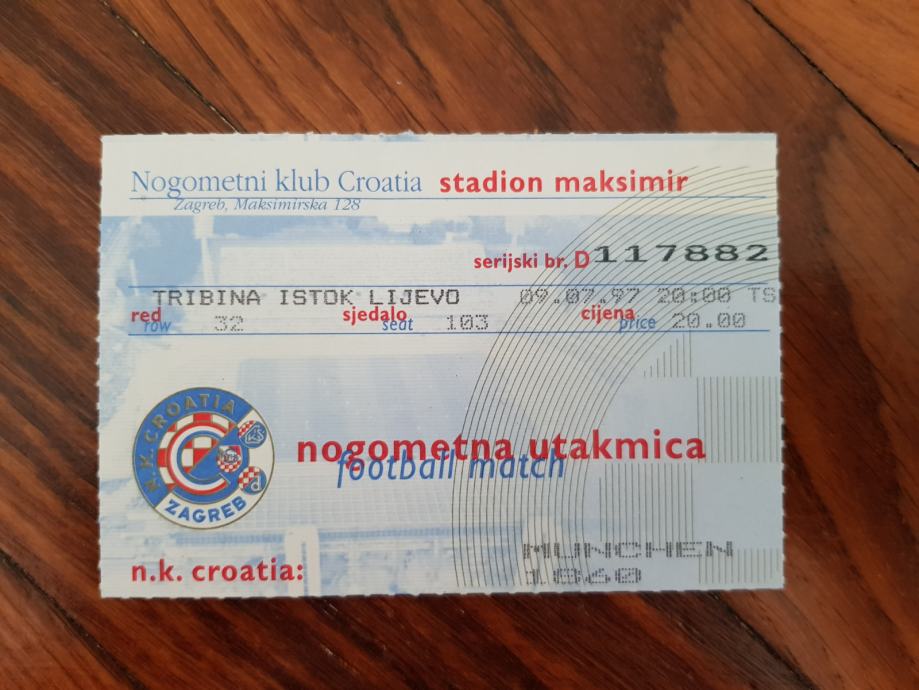 Nogometni klub Croatia stadion maksimir
Zagreb, Maksimirska 128
serijski br. D 117882
TRIBINA ISTOK LIJEVO 09.07.97 20:00 TS
red sjedalo cijena
row 32 seat 103 price 20.00
N.K. CROATIA
ZAGREB
nogometna utakmica
football match
MUNCHEN
n.k. croatia: 1860